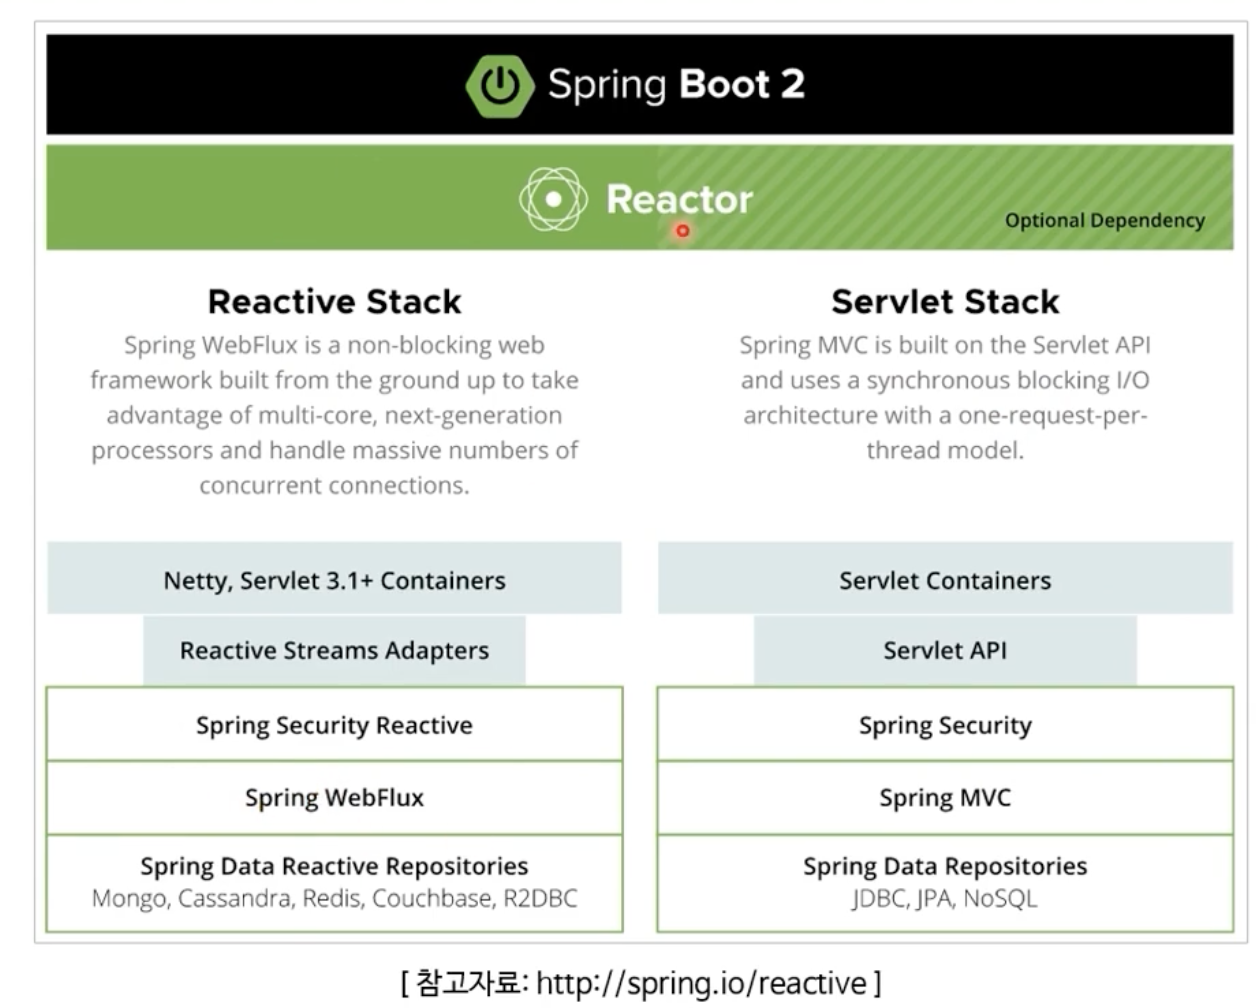 Spring Boot 2
Reactor
Optional Dependency
Reactive Stack
Spring WebFlux is a non-blocking web
framework built from the ground up to take
advantage of multi-core, next-generation
processors and handle massive numbers of
concurrent connections.
Servlet Stack
Spring MVC is built on the Servlet API
and uses a synchronous blocking I/O
architecture with a one-request-per-
thread model.
Netty, Servlet 3.1+ Containers
Servlet Containers
Reactive Streams Adapters
Servlet API
Spring Security Reactive
Spring Security
Spring WebFlux
Spring MVC
Spring Data Reactive Repositories
Mongo, Cassandra, Redis, Couchbase, R2DBC
Spring Data Repositories
JDBC, JPA, NoSQL
[ 참고자료: http://spring.io/reactive ]